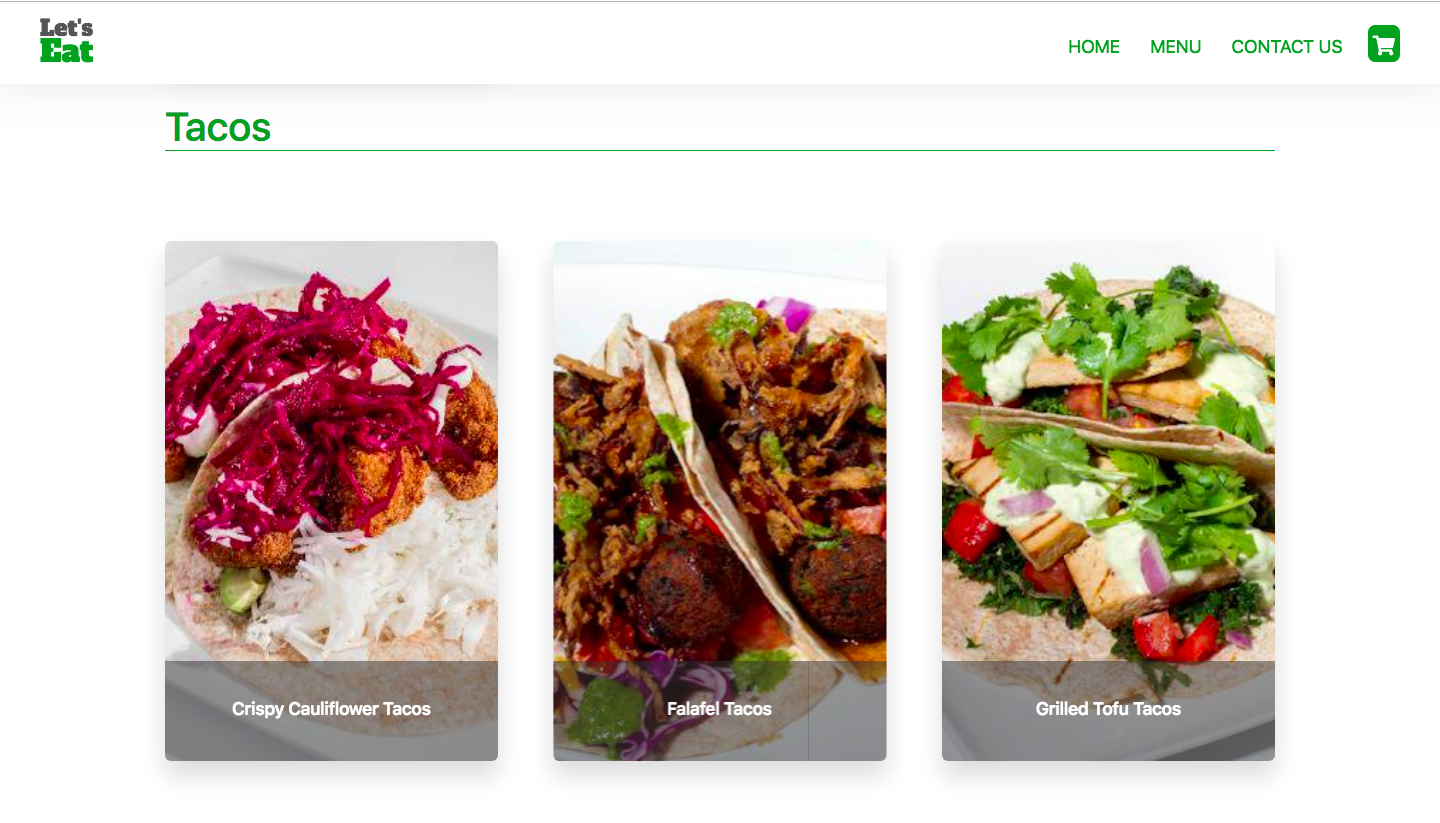 Let's
Eat
HOME
MENU
CONTACT US
Tacos
Crispy Cauliflower Tacos
Falafel Tacos
Grilled Tofu Tacos